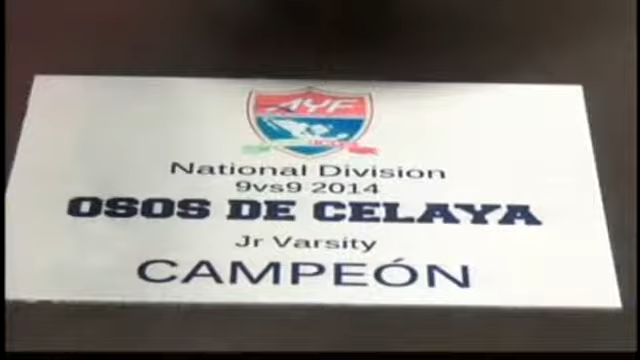 AYF
National Division
9vs9 2014
OSOS DE CELAYA
Jr Varsity
CAMPEÓN